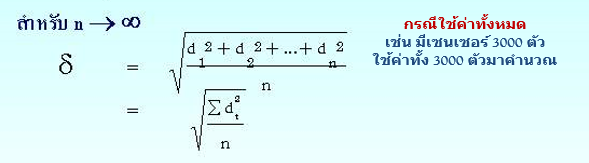 สำหรับ n → ∞
δ = √((d₁² + d₂² + ... + dₙ²) / n)
= √(∑ dₜ² / n)
กรณีใช้ค่าทั้งหมด
เช่น มีเซนเซอร์ 3000 ตัว
ใช้ค่าทั้ง 3000 ตัวมาคำนวณ